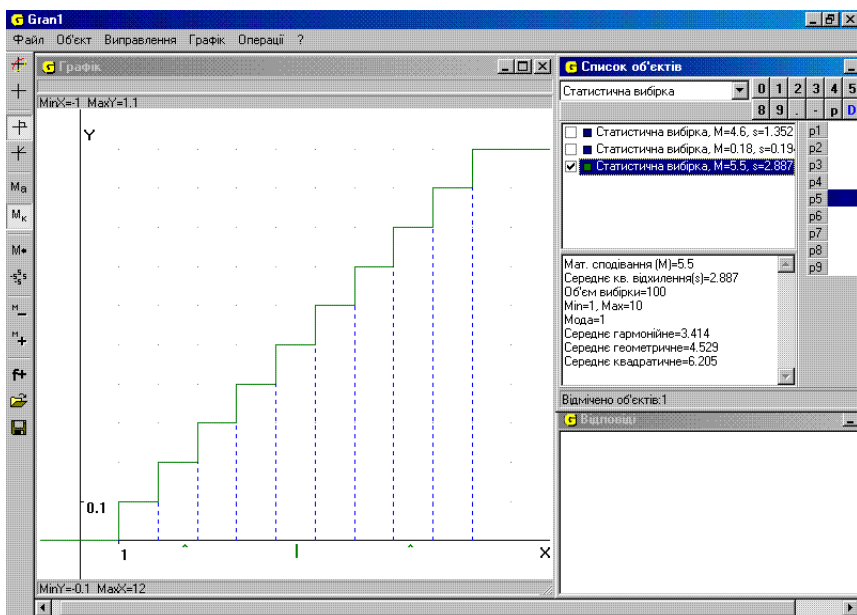 Gran1
Файл Об'єкт Виправлення Графік Операції ?
Графік
MinX=-1 MaxY=1.1
Y
0.1
1
X
MinY=-0.1 MaxX=12
Ma
Mк
M
M
M
f+
Список об'єктів
Статистична вибірка
0 1 2 3 4 5
8 9 . - p D
Статистична вибірка, M=4.6, s=1.352
Статистична вибірка, M=0.18, s=0.19
Статистична вибірка, M=5.5, s=2.887
p1
p2
p3
p4
p5
p6
p7
p8
p9
Мат. сподівання (M)=5.5
Середнє кв. відхилення(s)=2.887
Об'єм вибірки=100
Min=1, Max=10
Мода=1
Середнє гармонійне=3.414
Середнє геометричне=4.529
Середнє квадратичне=6.205
Відмічено об'єктів:1
Відповіді